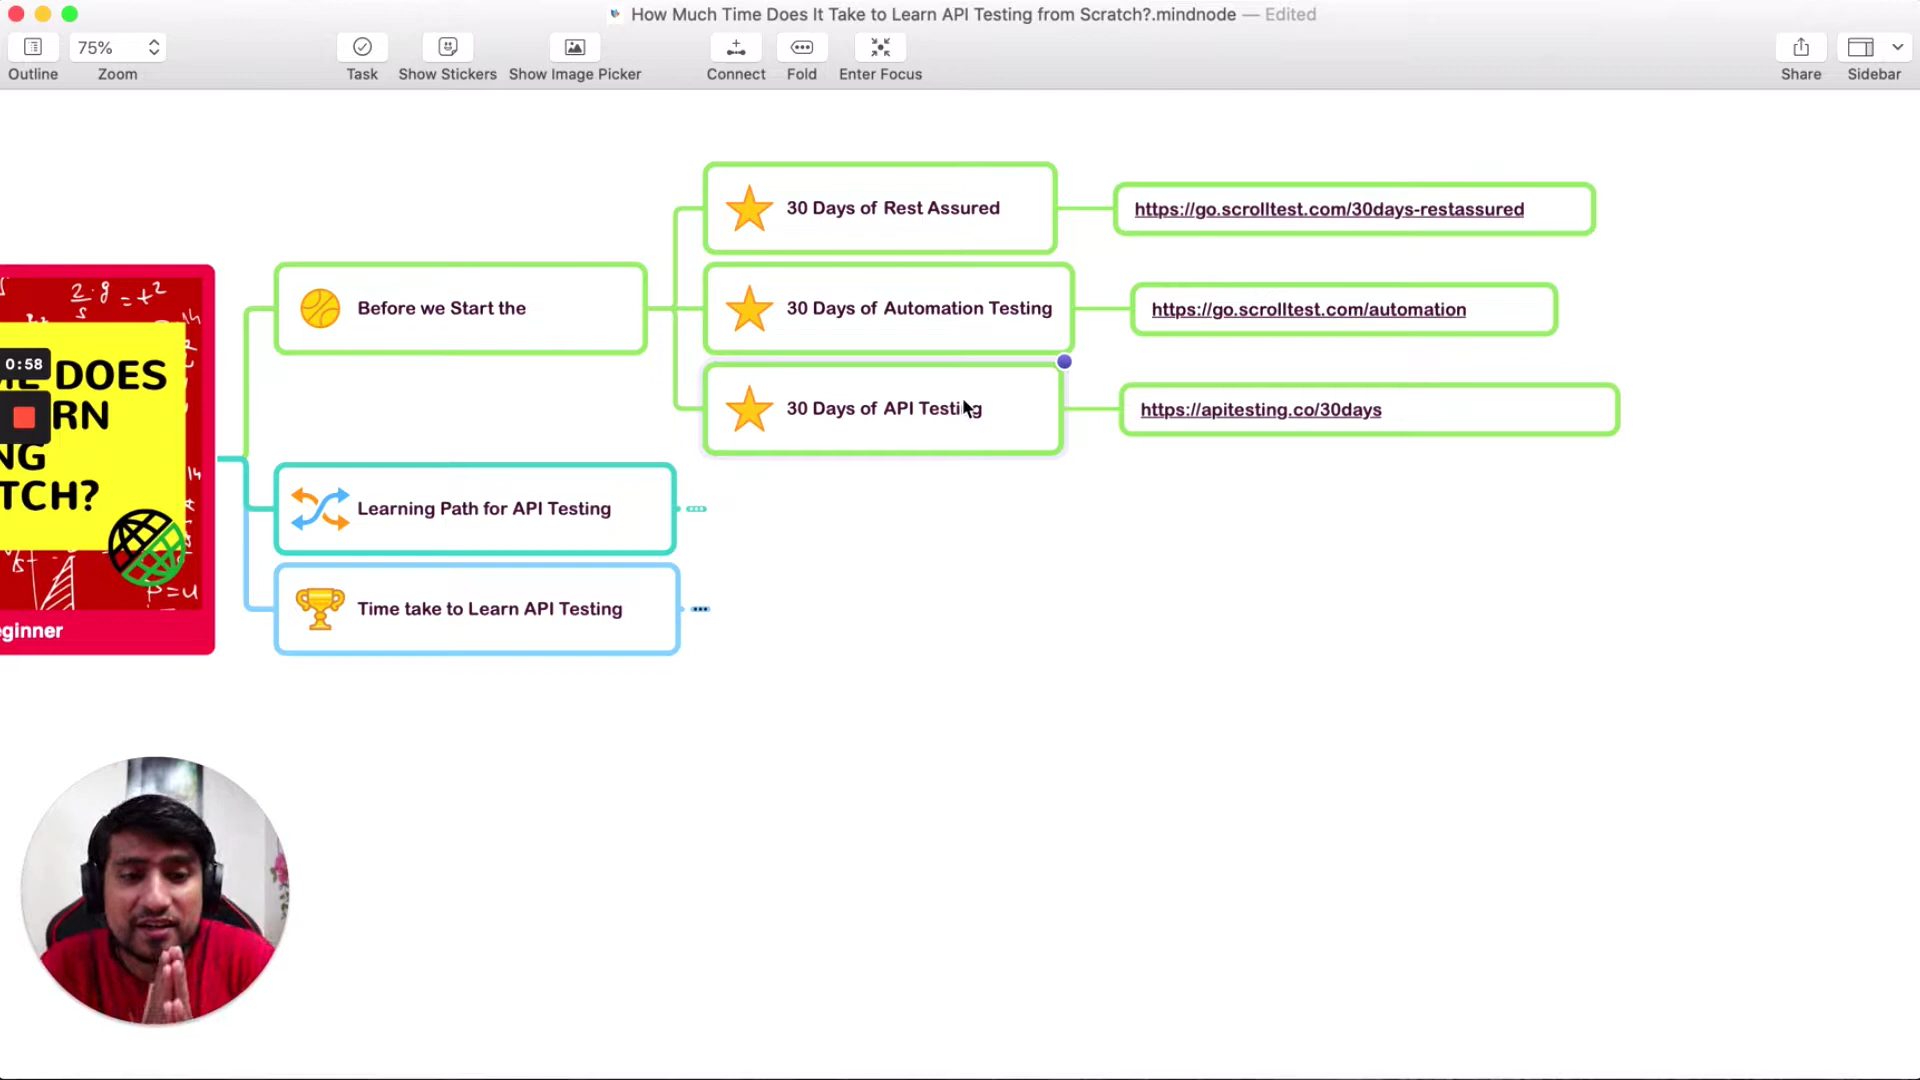 How Much Time Does It Take to Learn API Testing from Scratch?.mindnode — Edited
75%
Outline
Zoom
Task
Show Stickers
Show Image Picker
Connect
Fold
Enter Focus
Share
Sidebar
30 Days of Rest Assured
https://go.scrolltest.com/30days-restassured
Before we Start the
30 Days of Automation Testing
https://go.scrolltest.com/automation
30 Days of API Testing
https://apitesting.co/30days
Learning Path for API Testing
Time take to Learn API Testing
0:58
DOES
RN
NG
TCH?
eginner